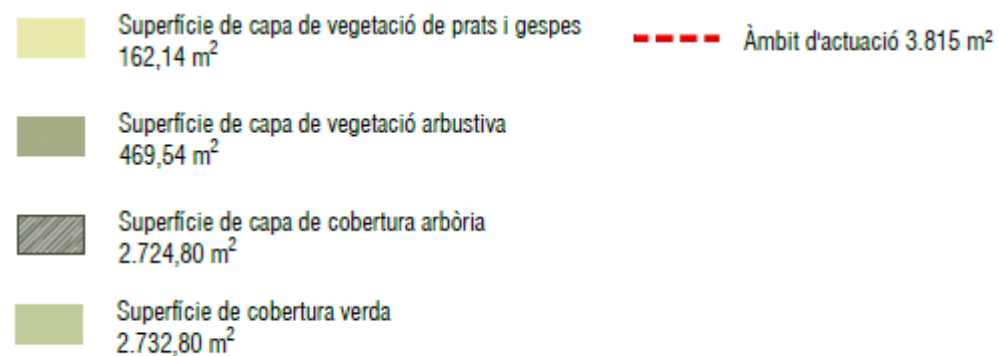 Superfície de capa de vegetació de prats i gespes
162,14 m²
Àmbit d'actuació 3.815 m²
Superfície de capa de vegetació arbustiva
469,54 m²
Superfície de capa de cobertura arbòria
2.724,80 m²
Superfície de cobertura verda
2.732,80 m²